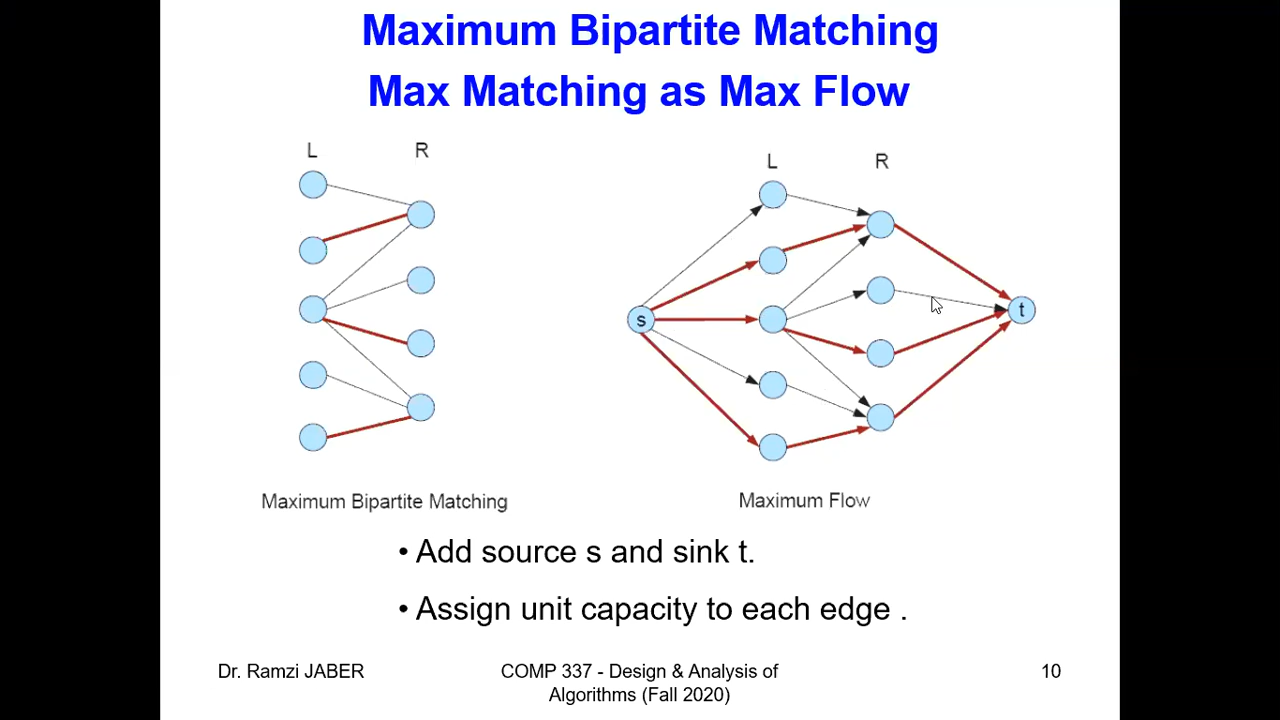 Maximum Bipartite Matching
Max Matching as Max Flow
L R
L R
s
t
Maximum Bipartite Matching
Maximum Flow
• Add source s and sink t.
• Assign unit capacity to each edge .
Dr. Ramzi JABER
COMP 337 - Design & Analysis of
Algorithms (Fall 2020)
10